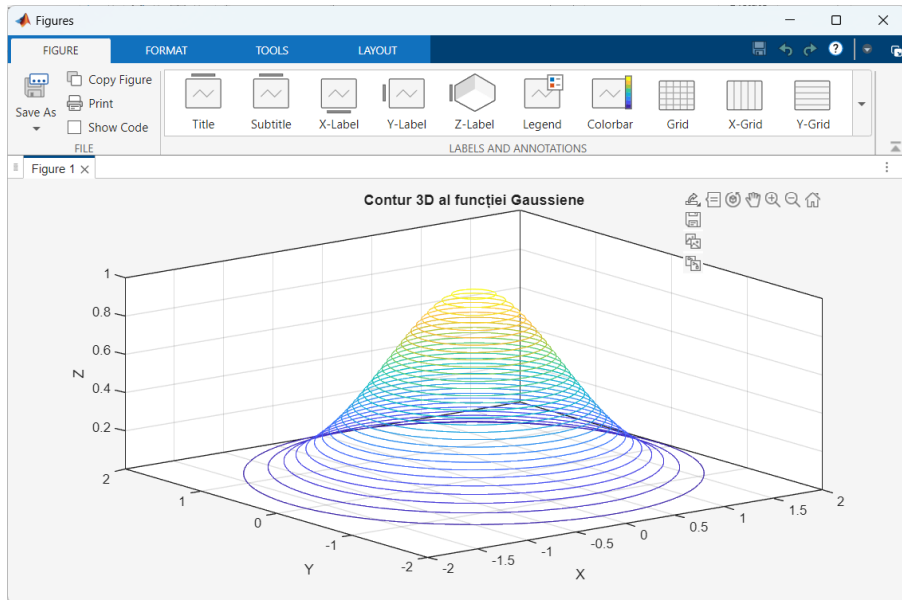 Figures
FIGURE FORMAT TOOLS LAYOUT
Save As
Copy Figure
Print
Show Code
FILE
Title Subtitle X-Label Y-Label Z-Label Legend Colorbar Grid X-Grid Y-Grid
LABELS AND ANNOTATIONS
Figure 1
Contur 3D al funcției Gaussiene
1
0.8
0.6
0.4
0.2
Z
2
1
0
-1
-2
Y
-2
-1.5
-1
-0.5
0
0.5
1
1.5
2
X